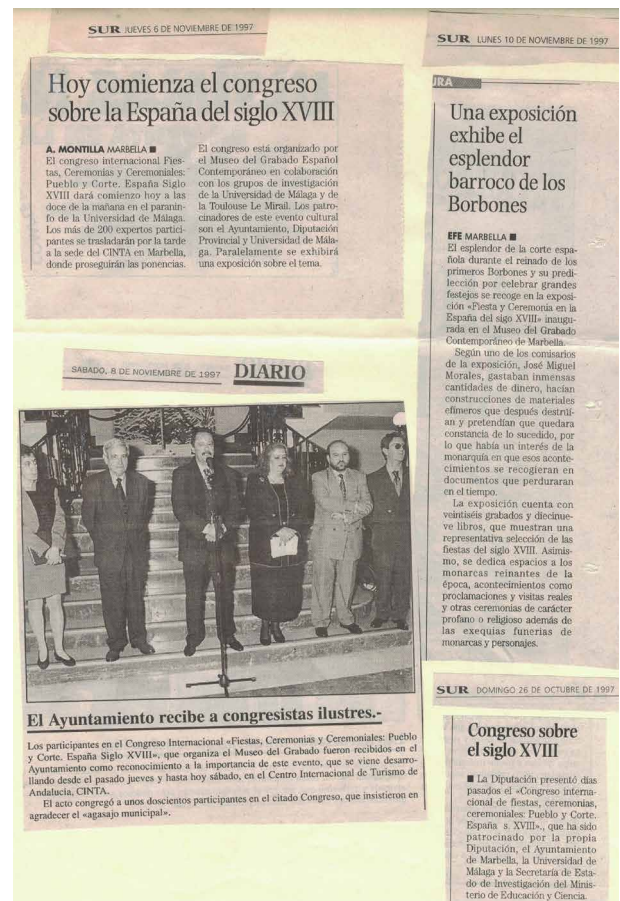 SUR JUEVES 6 DE NOVIEMBRE DE 1997
Hoy comienza el congreso
sobre la España del siglo XVIII
A. MONTILLA MARBELLA ■
El congreso internacional Fies-
tas, Ceremonias y Ceremoniales:
Pueblo y Corte. España Siglo
XVIII dará comienzo hoy a las
doce de la mañana en el paranin-
fo de la Universidad de Málaga.
Los más de 200 expertos partici-
pantes se trasladarán por la tarde
a la sede del CINTA en Marbella,
donde proseguirán las ponencias.
El congreso está organizado por
el Museo del Grabado Español
Contemporáneo en colaboración
con los grupos de investigación
de la Universidad de Málaga y de
la Toulouse Le Mirail. Los patro-
cinadores de este evento cultural
son el Ayuntamiento, Diputación
Provincial y Universidad de Mála-
ga. Paralelamente se exhibirá
una exposición sobre el tema.
SABADO, 8 DE NOVIEMBRE DE 1997 DIARIO
El Ayuntamiento recibe a congresistas ilustres.-
Los participantes en el Congreso Internacional «Fiestas, Ceremonias y Ceremoniales: Pueblo
y Corte. España Siglo XVIII», que organiza el Museo del Grabado fueron recibidos en el
Ayuntamiento como reconocimiento a la importancia de este evento, que se viene desarro-
llando desde el pasado jueves y hasta hoy sábado, en el Centro Internacional de Turismo de
Andalucía, CINTA.
El acto congregó a unos doscientos participantes en el citado Congreso, que insistieron en
agradecer el «agasajo municipal».
SUR LUNES 10 DE NOVIEMBRE DE 1997
URA
Una exposición
exhibe el
esplendor
barroco de los
Borbones
EFE MARBELLA ■
El esplendor de la corte espa-
ñola durante el reinado de los
primeros Borbones y su predi-
lección por celebrar grandes
festejos se recoge en la exposi-
ción «Fiesta y Ceremonia en la
España del sigo XVIII» inaugu-
rada en el Museo del Grabado
Contemporáneo de Marbella.
Según uno de los comisarios
de la exposición, José Miguel
Morales, gastaban inmensas
cantidades de dinero, hacían
construcciones de materiales
efímeros que después destruí-
an y pretendían que quedara
constancia de lo sucedido, por
lo que había un interés de la
monarquía en que esos aconte-
cimientos se recogieran en
documentos que perduraran
en el tiempo.
La exposición cuenta con
veintiséis grabados y diecinue-
ve libros, que muestran una
representativa selección de las
fiestas del siglo XVIII. Asimis-
mo, se dedica espacios a los
monarcas reinantes de la
época, acontecimientos como
proclamaciones y visitas reales
y otras ceremonias de carácter
profano o religioso además de
las exequias funerias de
monarcas y personajes.
SUR DOMINGO 26 DE OCTUBRE DE 1997
Congreso sobre
el siglo XVIII
■ La Diputación presentó días
pasados el «Congreso interna-
cional de fiestas, ceremonias,
ceremoniales: Pueblo y Corte.
España s. XVIII»., que ha sido
patrocinado por la propia
Diputación, el Ayuntamiento
de Marbella, la Universidad de
Málaga y la Secretaría de Esta-
do de Investigación del Minis-
terio de Educación y Ciencia.